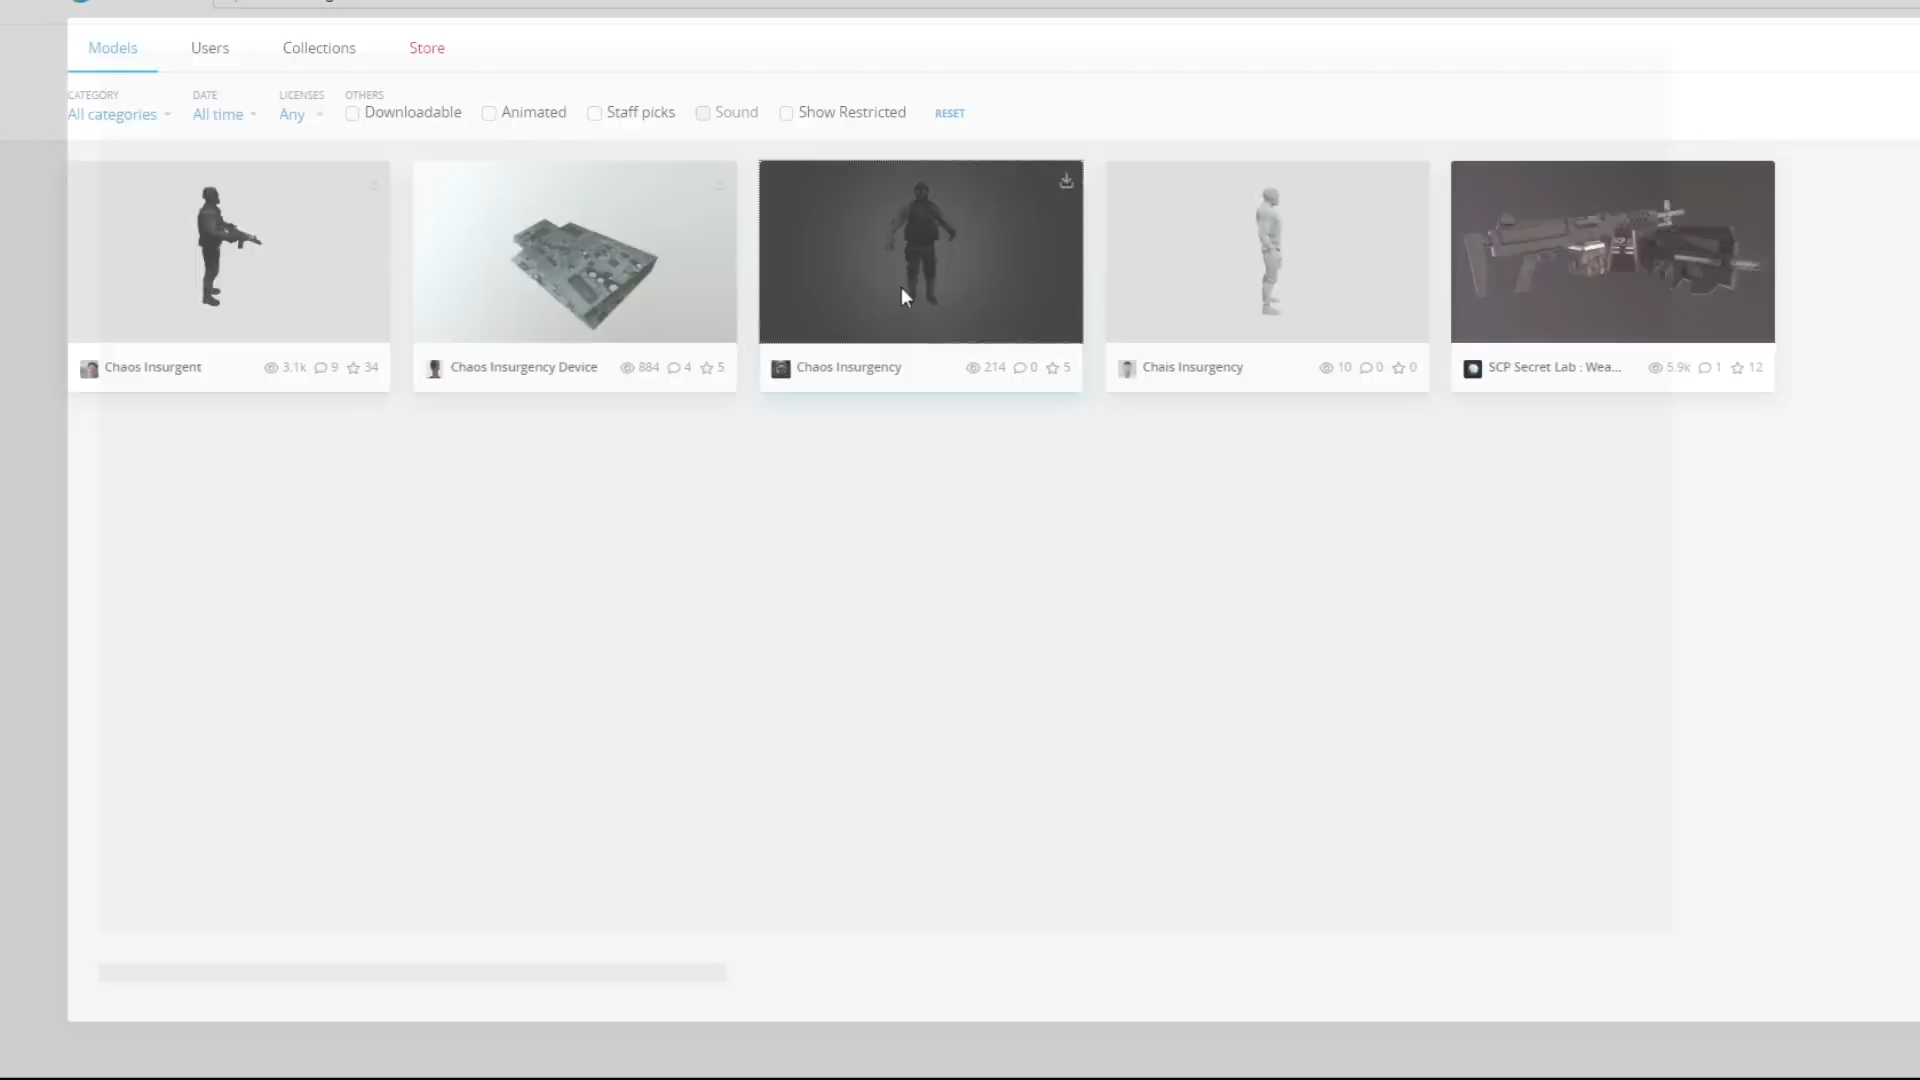 Models Users Collections Store
CATEGORY DATE LICENSES OTHERS
All categories All time Any Downloadable Animated Staff picks Sound Show Restricted RESET
Chaos Insurgent 3.1k 9 34
Chaos Insurgency Device 884 4 5
Chaos Insurgency 214 0 5
Chais Insurgency 10 0 0
SCP Secret Lab : Wea... 5.9k 1 12